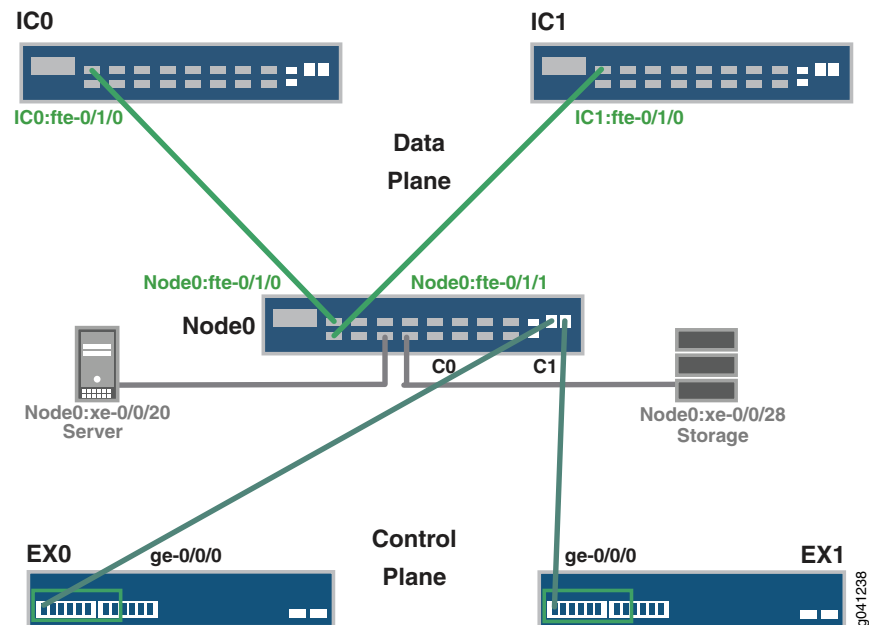 IC0
IC1
IC0:fte-0/1/0
IC1:fte-0/1/0
Data
Plane
Node0:fte-0/1/0
Node0:fte-0/1/1
Node0
C0
C1
Node0:xe-0/0/20
Server
Node0:xe-0/0/28
Storage
Control
Plane
EX0
ge-0/0/0
ge-0/0/0
EX1
g041238